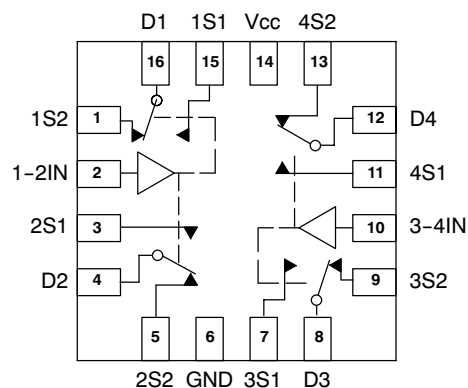 D1 1S1 Vcc 4S2
16 15 14 13
1S2 1 12 D4
1-2IN 2 11 4S1
2S1 3 10 3-4IN
D2 4 9 3S2
5 6 7 8
2S2 GND 3S1 D3